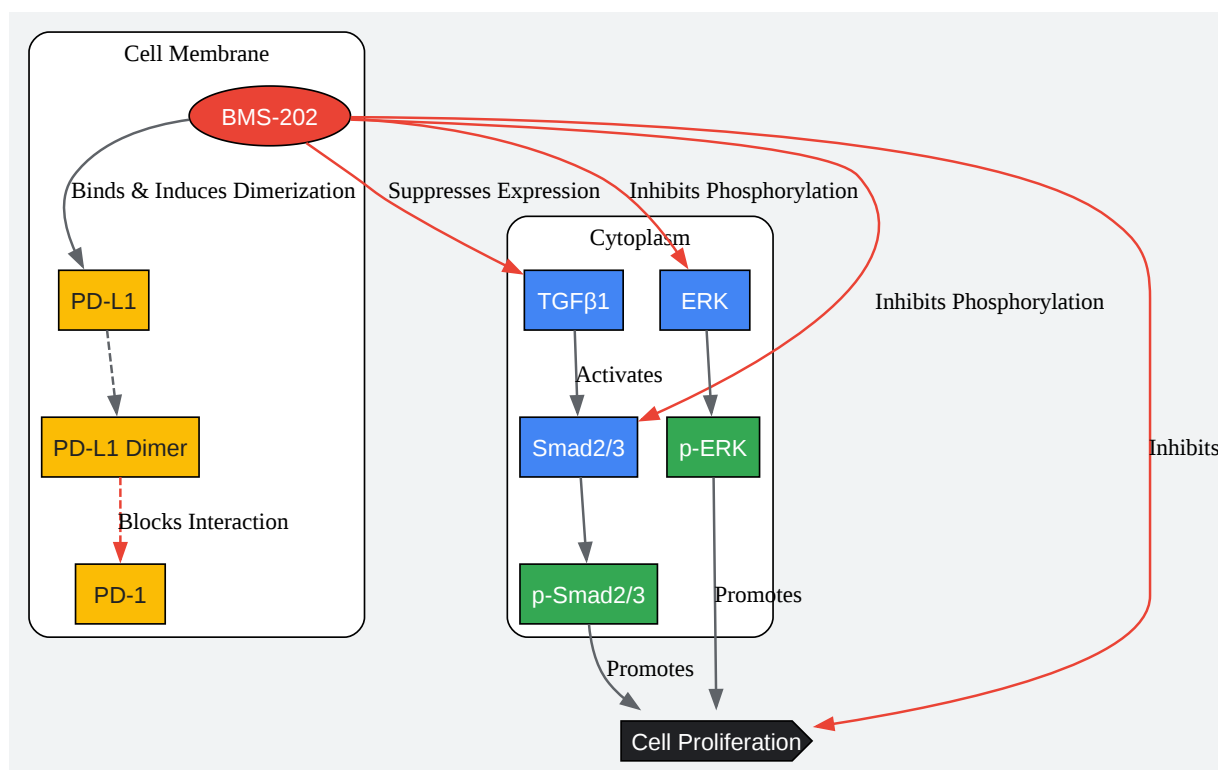 Cell Membrane
BMS-202
Binds & Induces Dimerization
Suppresses Expression
Inhibits Phosphorylation
Cytoplasm
PD-L1
TGFβ1
ERK
Inhibits Phosphorylation
Activates
PD-L1 Dimer
Smad2/3
p-ERK
Inhibits
Blocks Interaction
PD-1
p-Smad2/3
Promotes
Promotes
Cell Proliferation